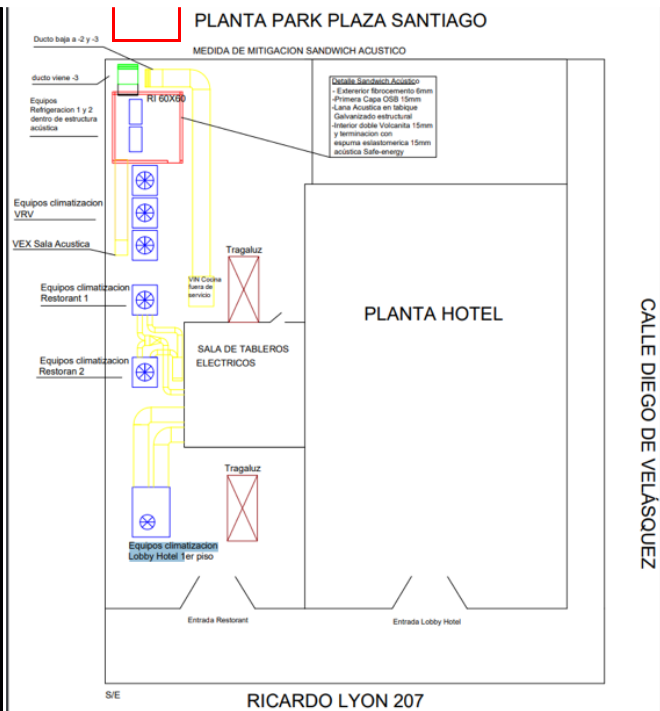 PLANTA PARK PLAZA SANTIAGO
Ducto baja a -2 y -3
MEDIDA DE MITIGACION SANDWICH ACUSTICO
ducto viene -3
Equipos
Refrigeracion 1 y 2
dentro de estructura
acústica
RI 60X60
Detalle Sandwich Acústico
- Extererior fibrocemento 6mm
-Primera Capa OSB 15mm
-Lana Acustica en tabique
Galvanizado estructural
-Interior doble Volcanita 15mm
y terminacion con
espuma eslastomerica 15mm
acústica Safe-energy
Equipos climatizacion
VRV
VEX Sala Acustica
Tragaluz
VIN Cocina
fuera de
servicio
Equipos climatizacion
Restorant 1
PLANTA HOTEL
SALA DE TABLEROS
ELECTRICOS
Equipos climatizacion
Restoran 2
CALLE DIEGO DE VELÁSQUEZ
Tragaluz
Equipos climatizacion
Lobby Hotel 1er piso
Entrada Restorant
Entrada Lobby Hotel
S/E
RICARDO LYON 207